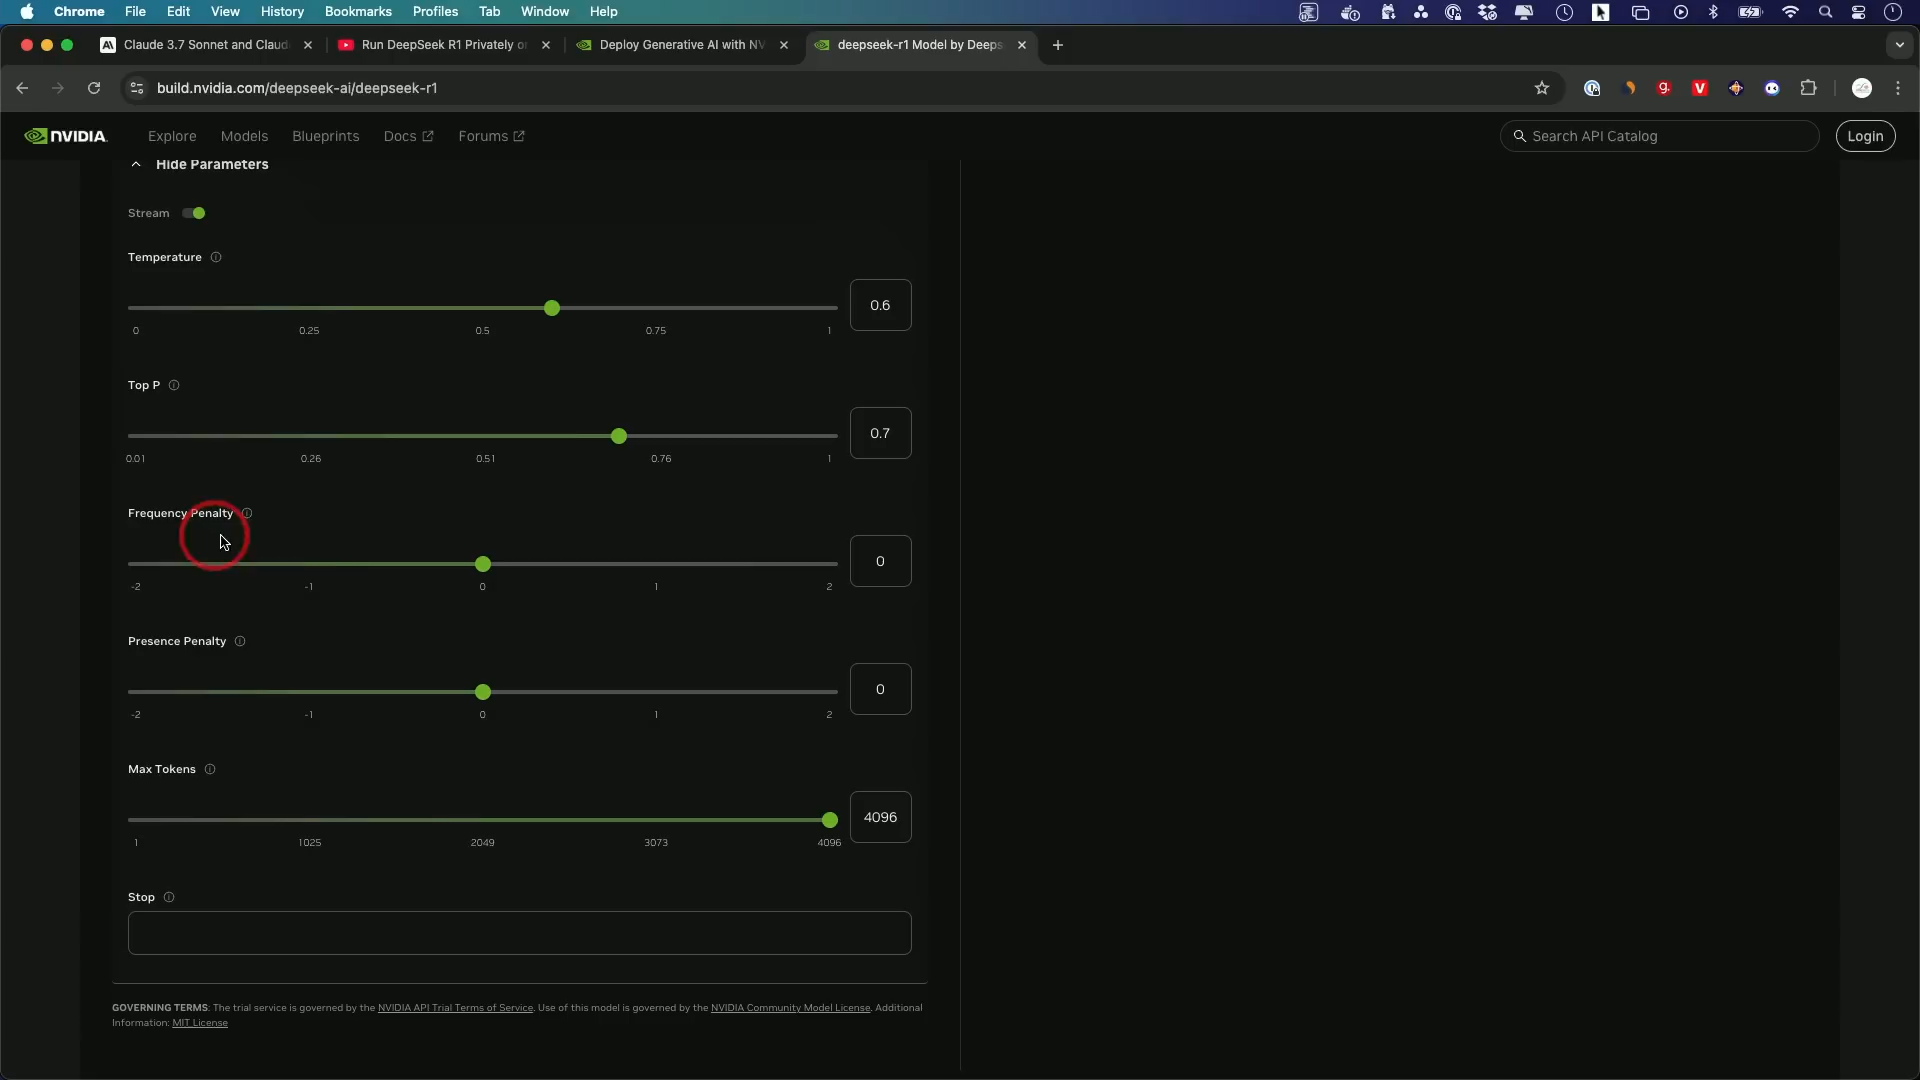 Chrome File Edit View History Bookmarks Profiles Tab Window Help
Claude 3.7 Sonnet and Claud
Run DeepSeek R1 Privately o
Deploy Generative AI with NV
deepseek-r1 Model by Deeps
build.nvidia.com/deepseek-ai/deepseek-r1
NVIDIA. Explore Models Blueprints Docs Forums Search API Catalog Login
Hide Parameters
Stream
Temperature
0.6
0 0.25 0.5 0.75 1
Top P
0.7
0.01 0.26 0.51 0.76 1
Frequency Penalty
0
-2 -1 0 1 2
Presence Penalty
0
-2 -1 0 1 2
Max Tokens
4096
1 1025 2049 3073 4096
Stop
GOVERNING TERMS: The trial service is governed by the NVIDIA API Trial Terms of Service. Use of this model is governed by the NVIDIA Community Model License. Additional
Information: MIT License